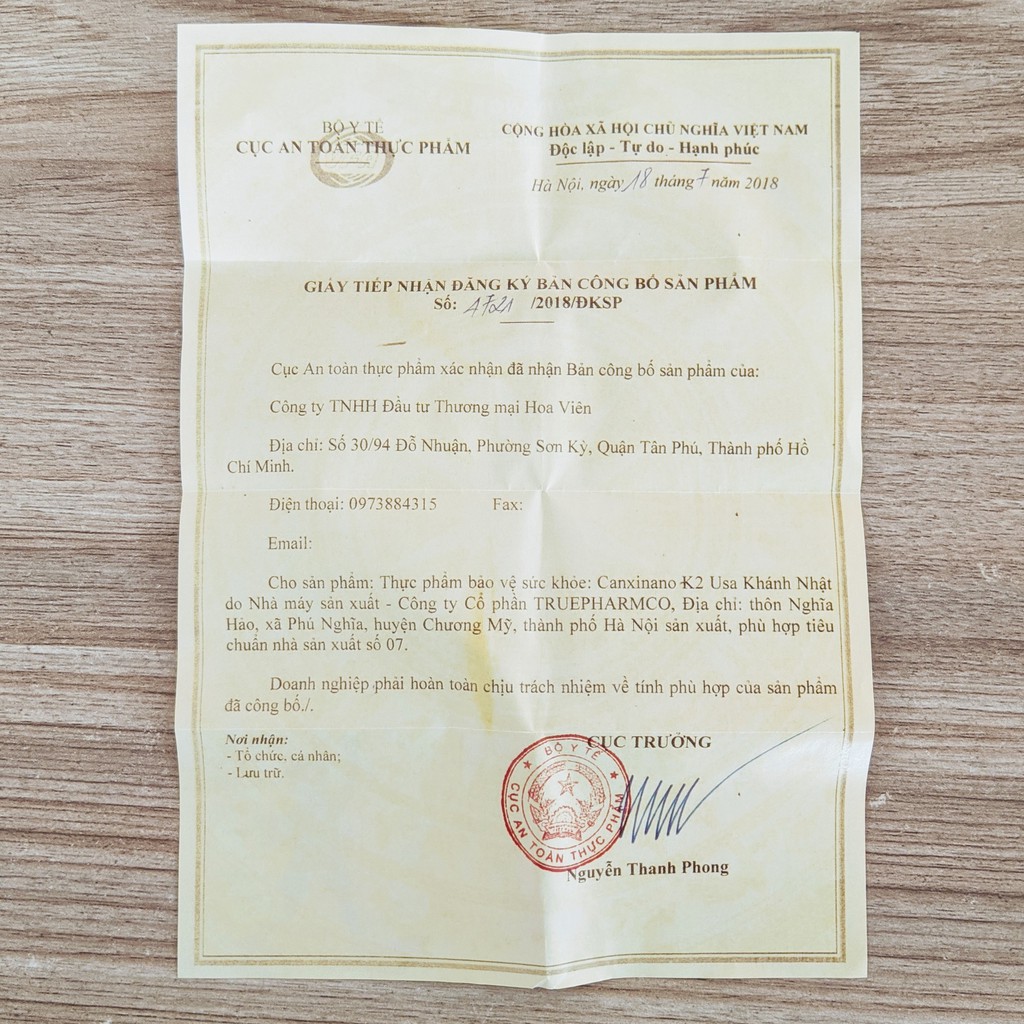 BỘ Y TẾ
CỤC AN TOÀN THỰC PHẨM
CỘNG HÒA XÃ HỘI CHỦ NGHĨA VIỆT NAM
Độc lập - Tự do - Hạnh phúc
Hà Nội, ngày 18 tháng 7 năm 2018
GIẤY TIẾP NHẬN ĐĂNG KÝ BẢN CÔNG BỐ SẢN PHẨM
Số: 4721 /2018/ĐKSP
Cục An toàn thực phẩm xác nhận đã nhận Bản công bố sản phẩm của:
Công ty TNHH Đầu tư Thương mại Hoa Viên
Địa chỉ: Số 30/94 Đỗ Nhuận, Phường Sơn Kỳ, Quận Tân Phú, Thành phố Hồ
Chí Minh.
Điện thoại: 0973884315 Fax:
Email:
Cho sản phẩm: Thực phẩm bảo vệ sức khỏe: Canxinano K2 Usa Khánh Nhật
do Nhà máy sản xuất - Công ty Cổ phần TRUEPHARMCO, Địa chỉ: thôn Nghĩa
Hảo, xã Phú Nghĩa, huyện Chương Mỹ, thành phố Hà Nội sản xuất, phù hợp tiêu
chuẩn nhà sản xuất số 07.
Doanh nghiệp phải hoàn toàn chịu trách nhiệm về tính phù hợp của sản phẩm
đã công bố./.
Nơi nhận:
- Tổ chức, cá nhân;
- Lưu trữ.
CỤC TRƯỞNG
BỘ Y TẾ
CỤC AN TOÀN THỰC PHẨM
Nguyễn Thanh Phong